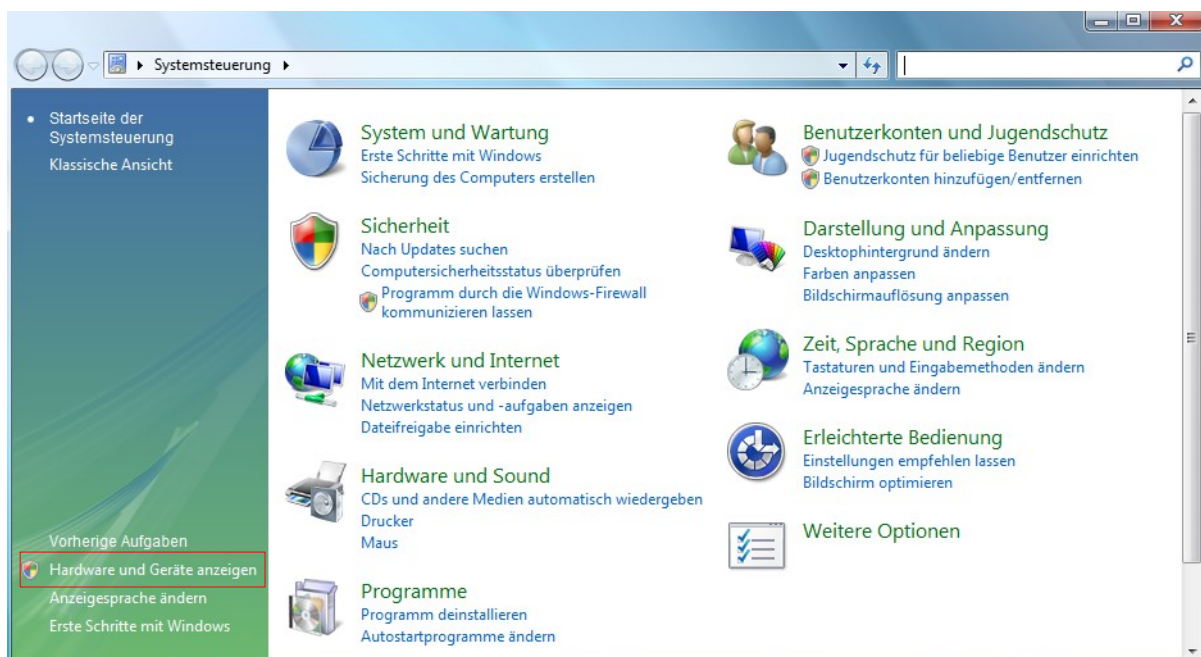 Systemsteuerung
Startseite der
Systemsteuerung
Klassische Ansicht
Vorherige Aufgaben
Hardware und Geräte anzeigen
Anzeigesprache ändern
Erste Schritte mit Windows
System und Wartung
Erste Schritte mit Windows
Sicherung des Computers erstellen
Sicherheit
Nach Updates suchen
Computersicherheitsstatus überprüfen
Programm durch die Windows-Firewall
kommunizieren lassen
Netzwerk und Internet
Mit dem Internet verbinden
Netzwerkstatus und -aufgaben anzeigen
Dateifreigabe einrichten
Hardware und Sound
CDs und andere Medien automatisch wiedergeben
Drucker
Maus
Programme
Programm deinstallieren
Autostartprogramme ändern
Benutzerkonten und Jugendschutz
Jugendschutz für beliebige Benutzer einrichten
Benutzerkonten hinzufügen/entfernen
Darstellung und Anpassung
Desktophintergrund ändern
Farben anpassen
Bildschirmauflösung anpassen
Zeit, Sprache und Region
Tastaturen und Eingabemethoden ändern
Anzeigesprache ändern
Erleichterte Bedienung
Einstellungen empfehlen lassen
Bildschirm optimieren
Weitere Optionen